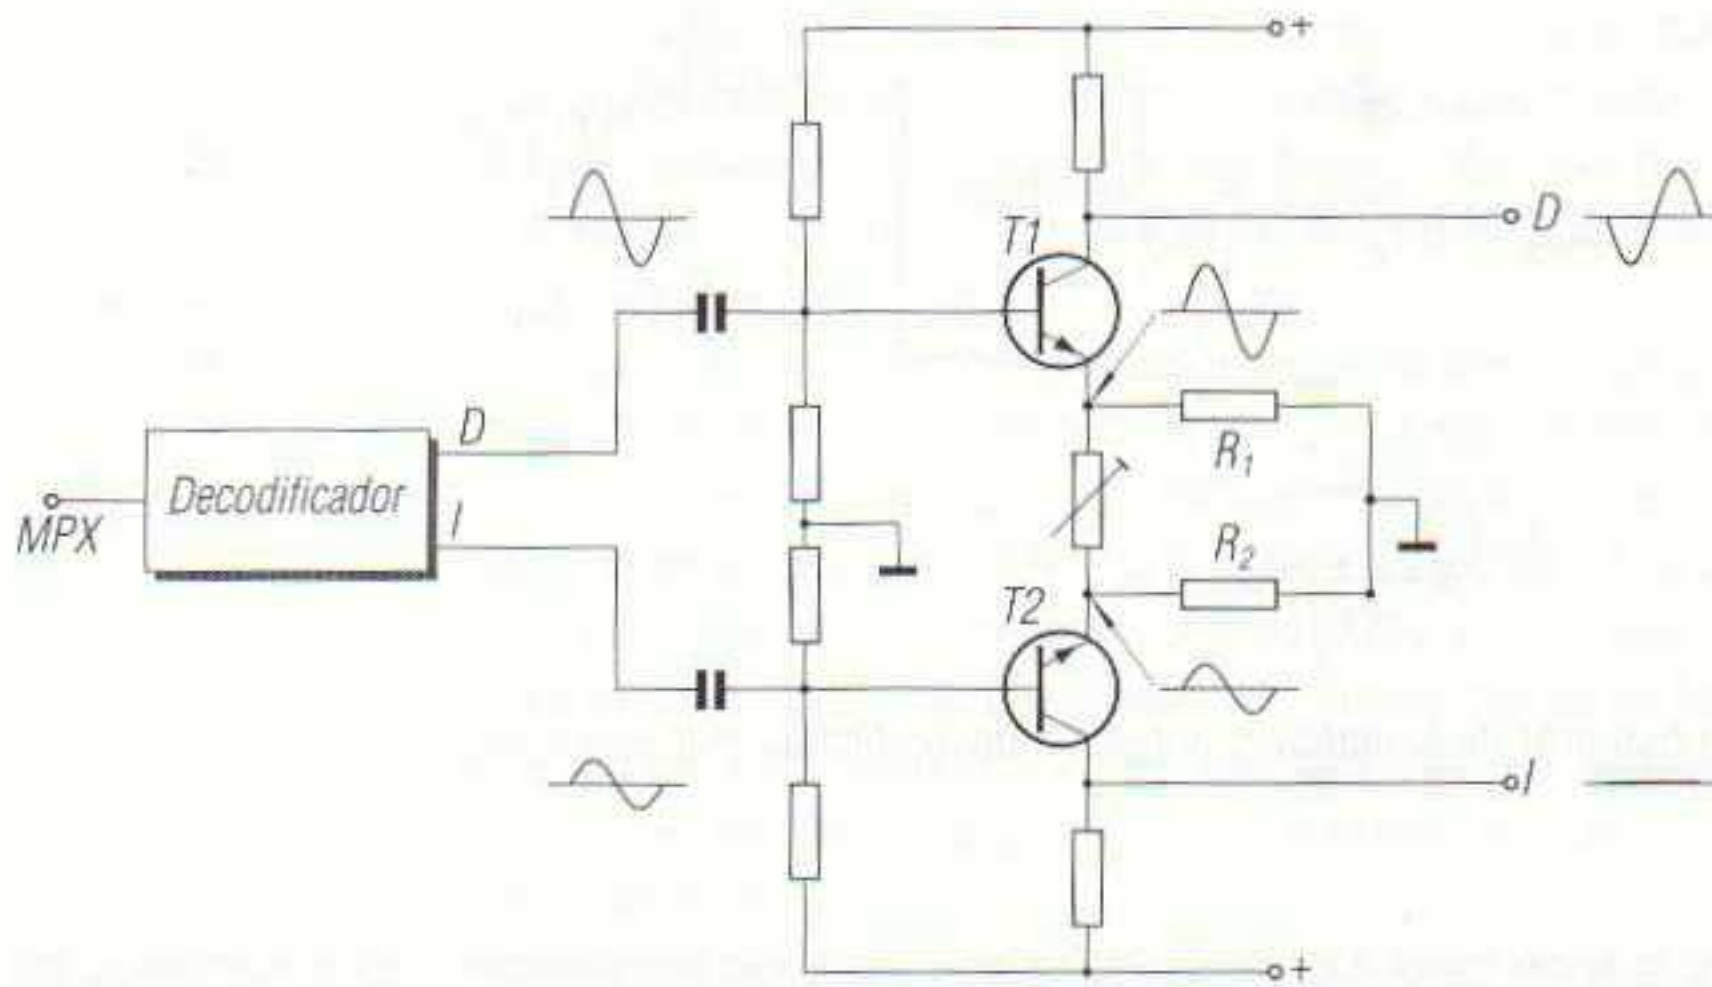 +
D
T1
D
R1
Decodificador
I
MPX
R2
T2
I
+